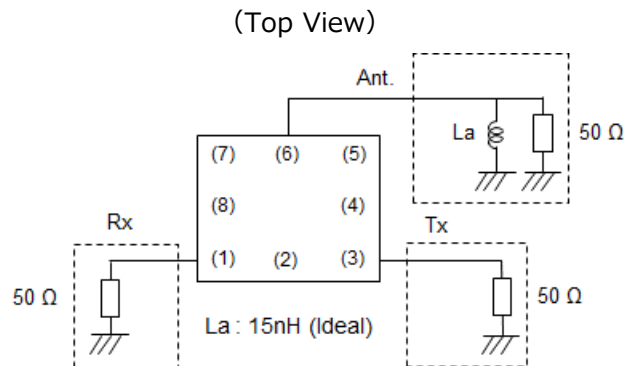 (Top View)
Ant.
La
50 Ω
(7) (6) (5)
(8) (4)
Rx
Tx
(1) (2) (3)
50 Ω
50 Ω
La : 15nH (Ideal)